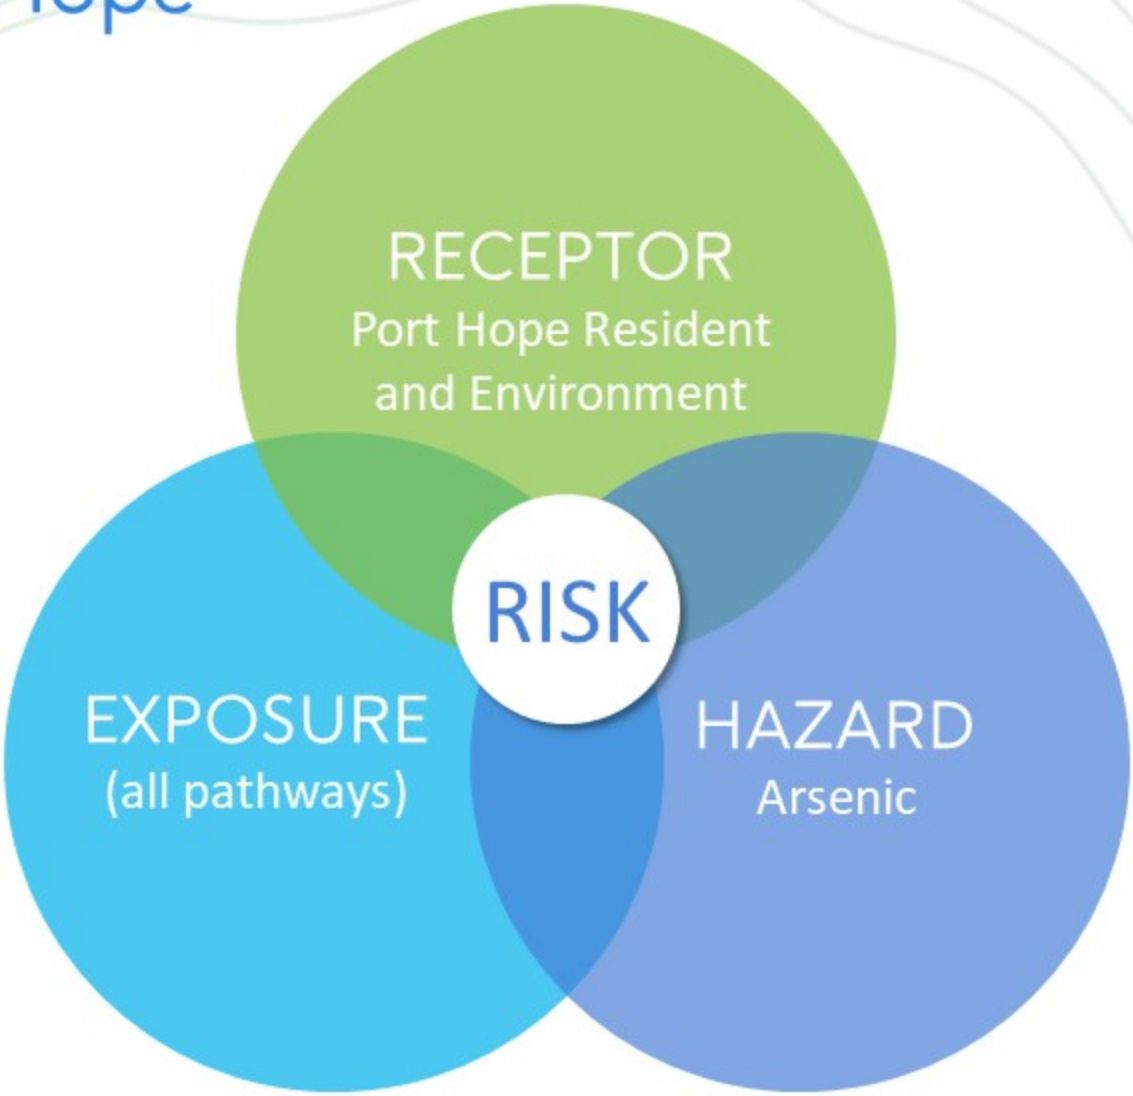 RECEPTOR
Port Hope Resident
and Environment
RISK
EXPOSURE
(all pathways)
HAZARD
Arsenic